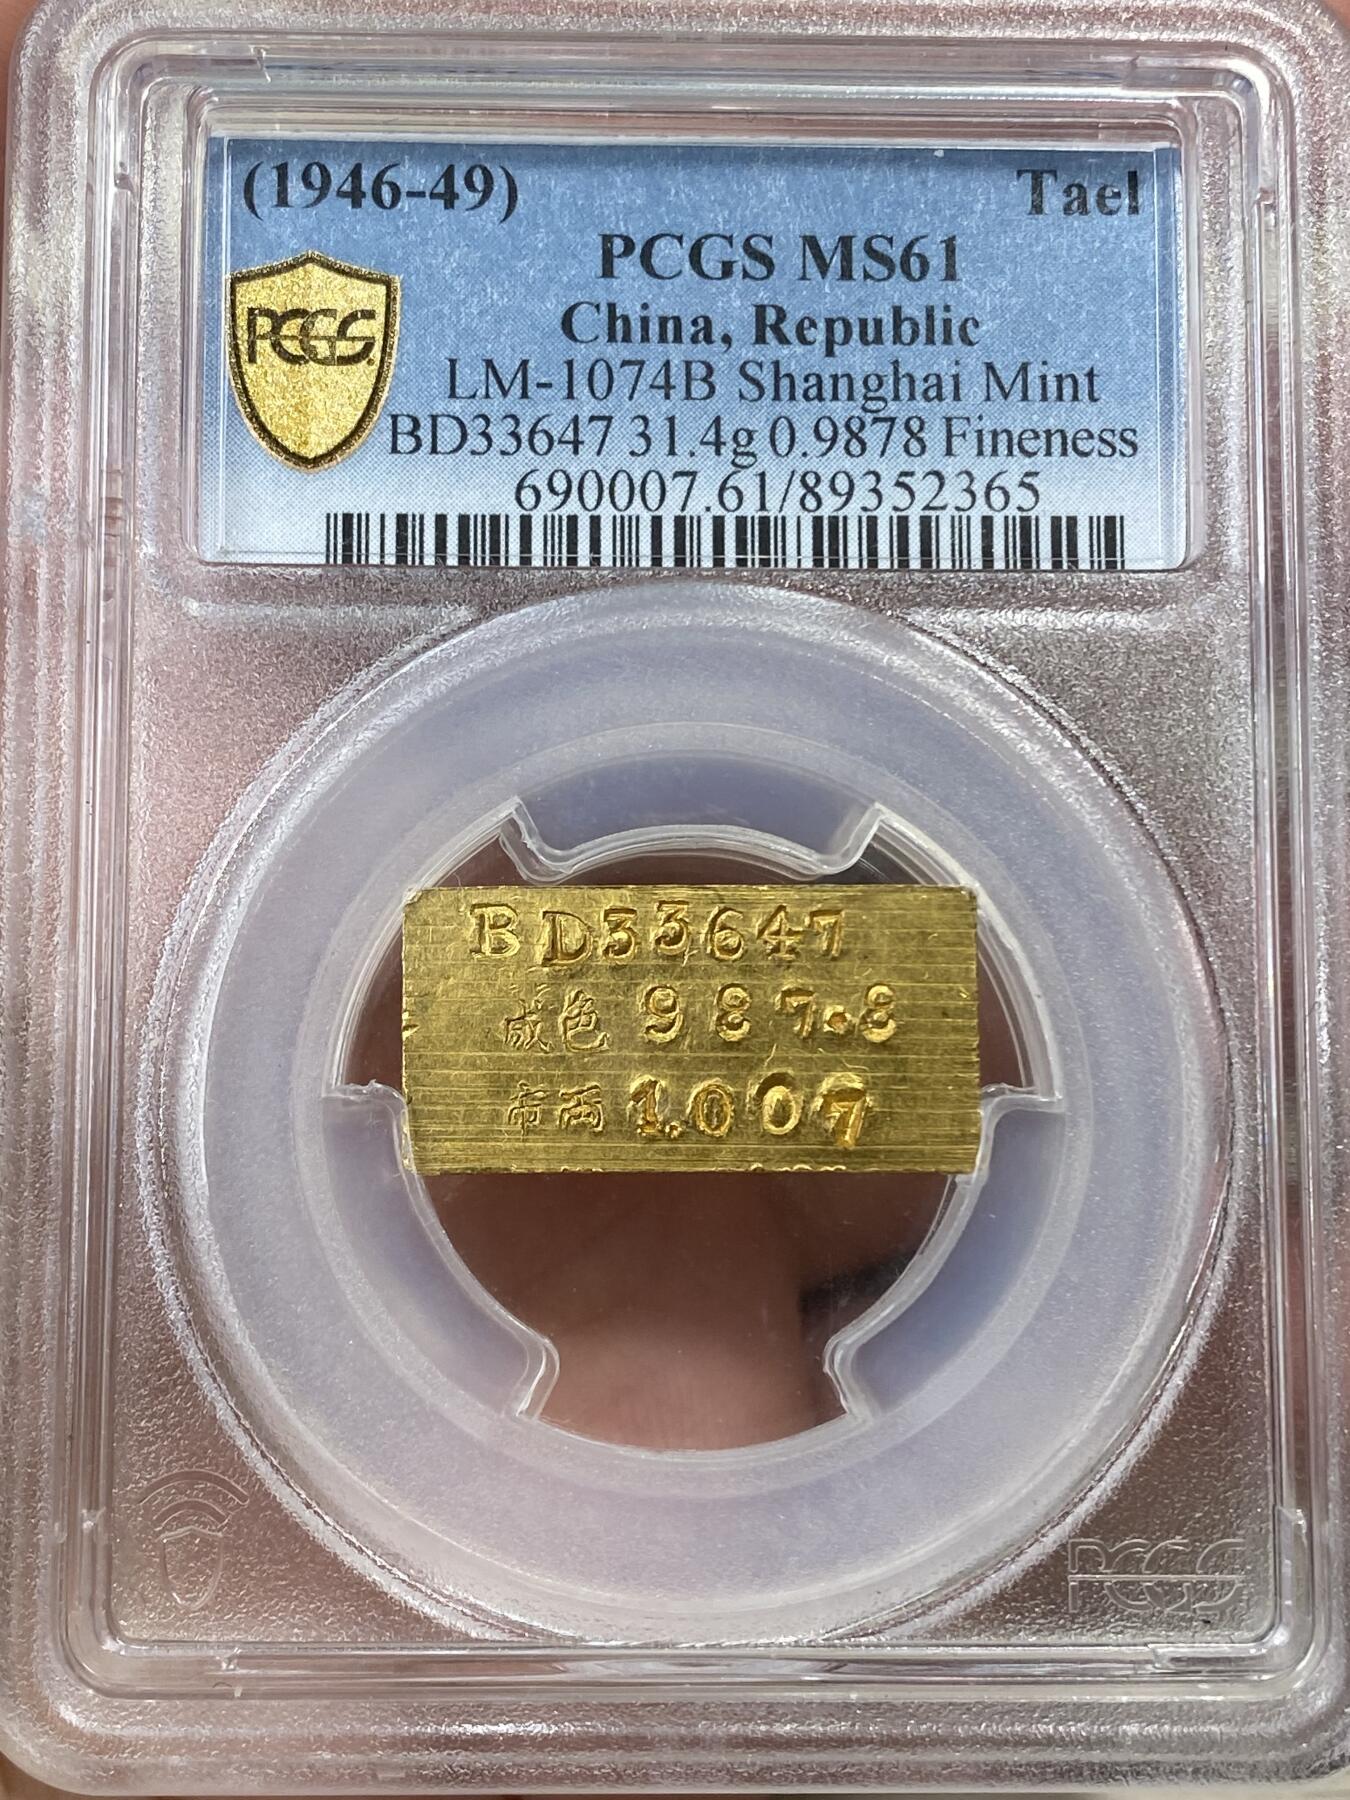 (1946-49) Tael
PCGS MS61
China, Republic
LM-1074B Shanghai Mint
BD33647 31.4g 0.9878 Fineness
690007.61/89352365
PCGS
BD33647
成色 987.8
市両 1.007
PCGS